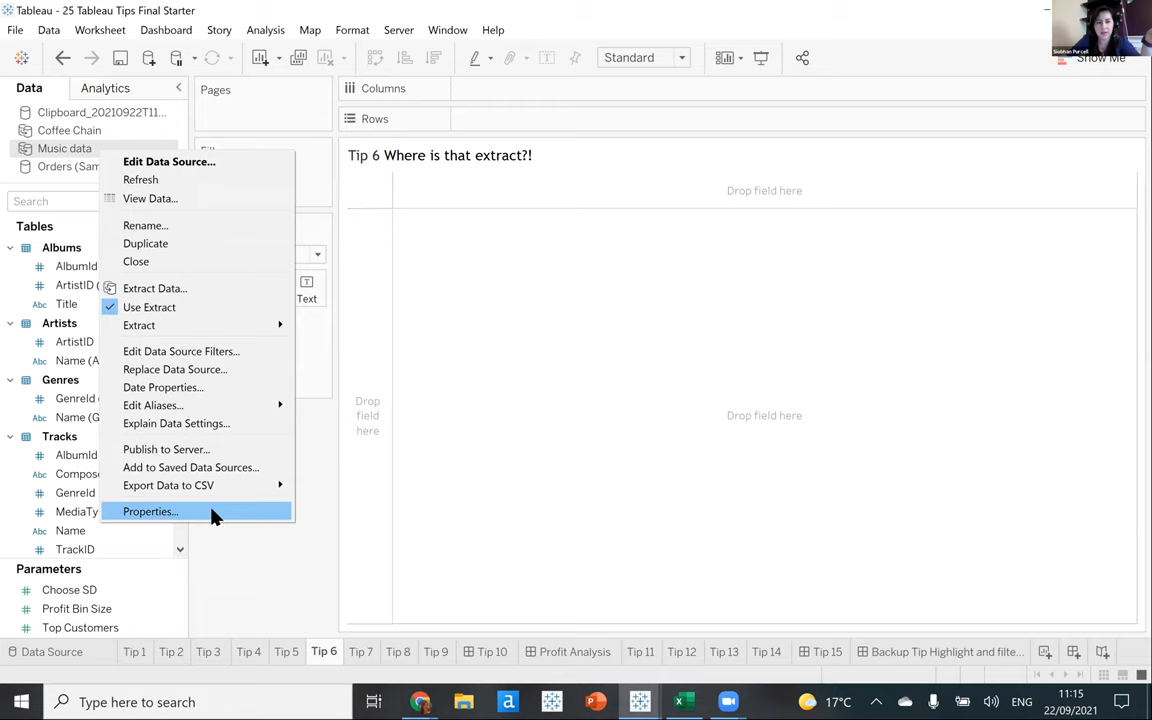 Tableau - 25 Tableau Tips Final Starter
File Data Worksheet Dashboard Story Analysis Map Format Server Window Help
Siobhan Purcell
Standard
Show Me
Data Analytics
Clipboard_20210922T11...
Coffee Chain
Music data
Orders (Sam
Search
Tables
Albums
AlbumId
ArtistID (
Title
Artists
ArtistID
Name (A
Genres
GenreId (
Name (G
Tracks
AlbumId
Compos
GenreId
MediaTy
Name
TrackID
Parameters
Choose SD
Profit Bin Size
Top Customers
Edit Data Source...
Refresh
View Data...
Rename...
Duplicate
Close
Extract Data...
Use Extract
Extract
Edit Data Source Filters...
Replace Data Source...
Date Properties...
Edit Aliases...
Explain Data Settings...
Publish to Server...
Add to Saved Data Sources...
Export Data to CSV
Properties...
Pages
Text
Columns
Rows
Tip 6 Where is that extract?!
Drop field here
Drop
field
here
Drop field here
Data Source Tip 1 Tip 2 Tip 3 Tip 4 Tip 5 Tip 6 Tip 7 Tip 8 Tip 9 Tip 10 Profit Analysis Tip 11 Tip 12 Tip 13 Tip 14 Tip 15 Backup Tip Highlight and filte...
Type here to search
17°C
ENG
11:15
22/09/2021